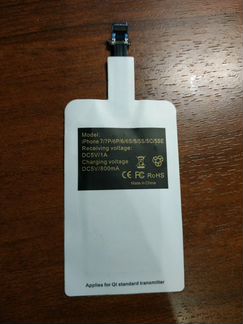 Model:
iPhone 7/7P/6P/6/6S/5/5S/5C/5SE
Receiving voltage:
DC5V/1A
Charging voltage
DC5V/800mA
CE FC RoHS
Made in China
Applies for QI standard transmitter